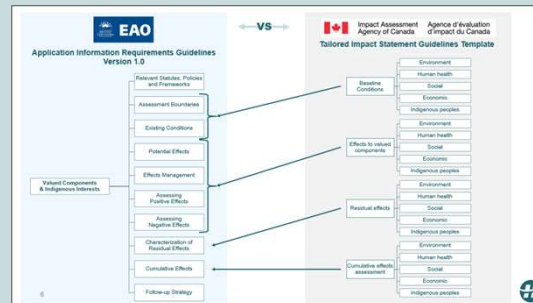 EAO
Application Information Requirements Guidelines
Version 1.0
VS
Impact Assessment
Agency of Canada
Agence d'évaluation
d'impact du Canada
Tailored Impact Statement Guidelines Template
Valued Components
& Indigenous Interests
Relevant Statutes, Policies
and Frameworks
Assessment Boundaries
Existing Conditions
Potential Effects
Effects Management
Assessing
Positive Effects
Assessing
Negative Effects
Characterization of
Residual Effects
Cumulative Effects
Follow-up Strategy
Baseline
Conditions
Environment
Human health
Social
Economic
Indigenous peoples
Effects to valued
components
Environment
Human health
Social
Economic
Indigenous peoples
Residual effects
Environment
Human health
Social
Economic
Indigenous peoples
Cumulative effects
assessment
Environment
Human health
Social
Economic
Indigenous peoples
6